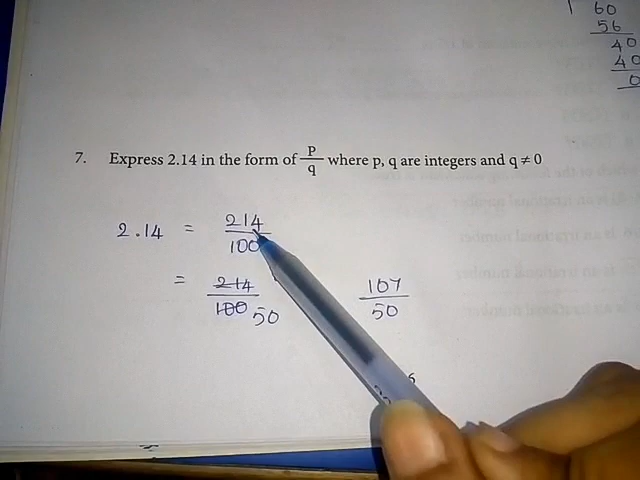 1 60
56
40
40
0
7. Express 2.14 in the form of p/q where p, q are integers and q ≠ 0
2.14 = 214/100
= 214/100 50
107/50